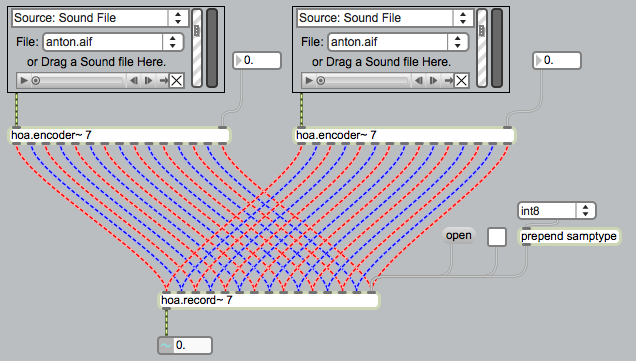 Source: Sound File
File: anton.aif
or Drag a Sound file Here.
0.
hoa.encoder~ 7
Source: Sound File
File: anton.aif
or Drag a Sound file Here.
0.
hoa.encoder~ 7
int8
open
prepend samptype
hoa.record~ 7
0.